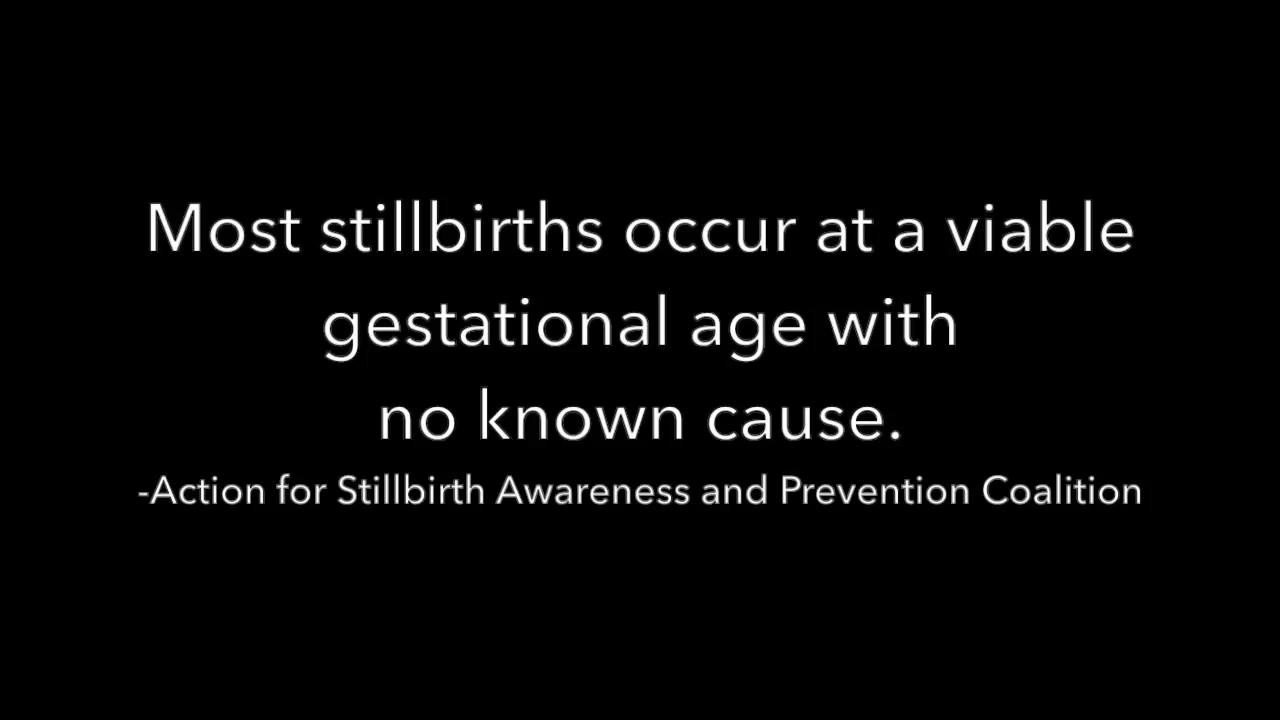 Most stillbirths occur at a viable
gestational age with
no known cause.
-Action for Stillbirth Awareness and Prevention Coalition